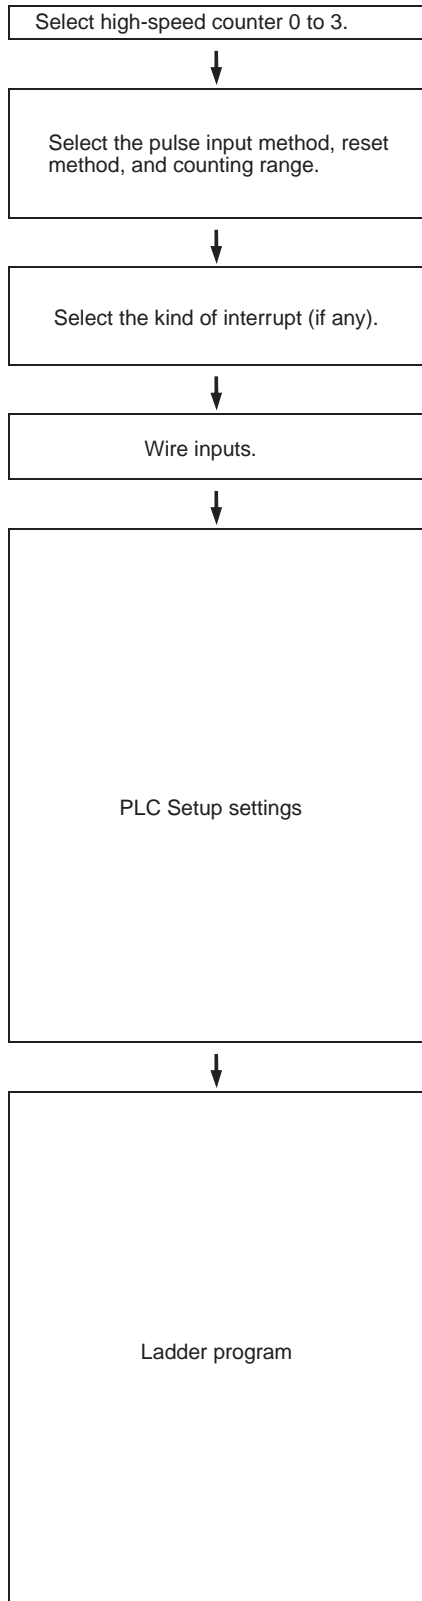 Select high-speed counter 0 to 3.
Select the pulse input method, reset
method, and counting range.
Select the kind of interrupt (if any).
Wire inputs.
PLC Setup settings
Ladder program